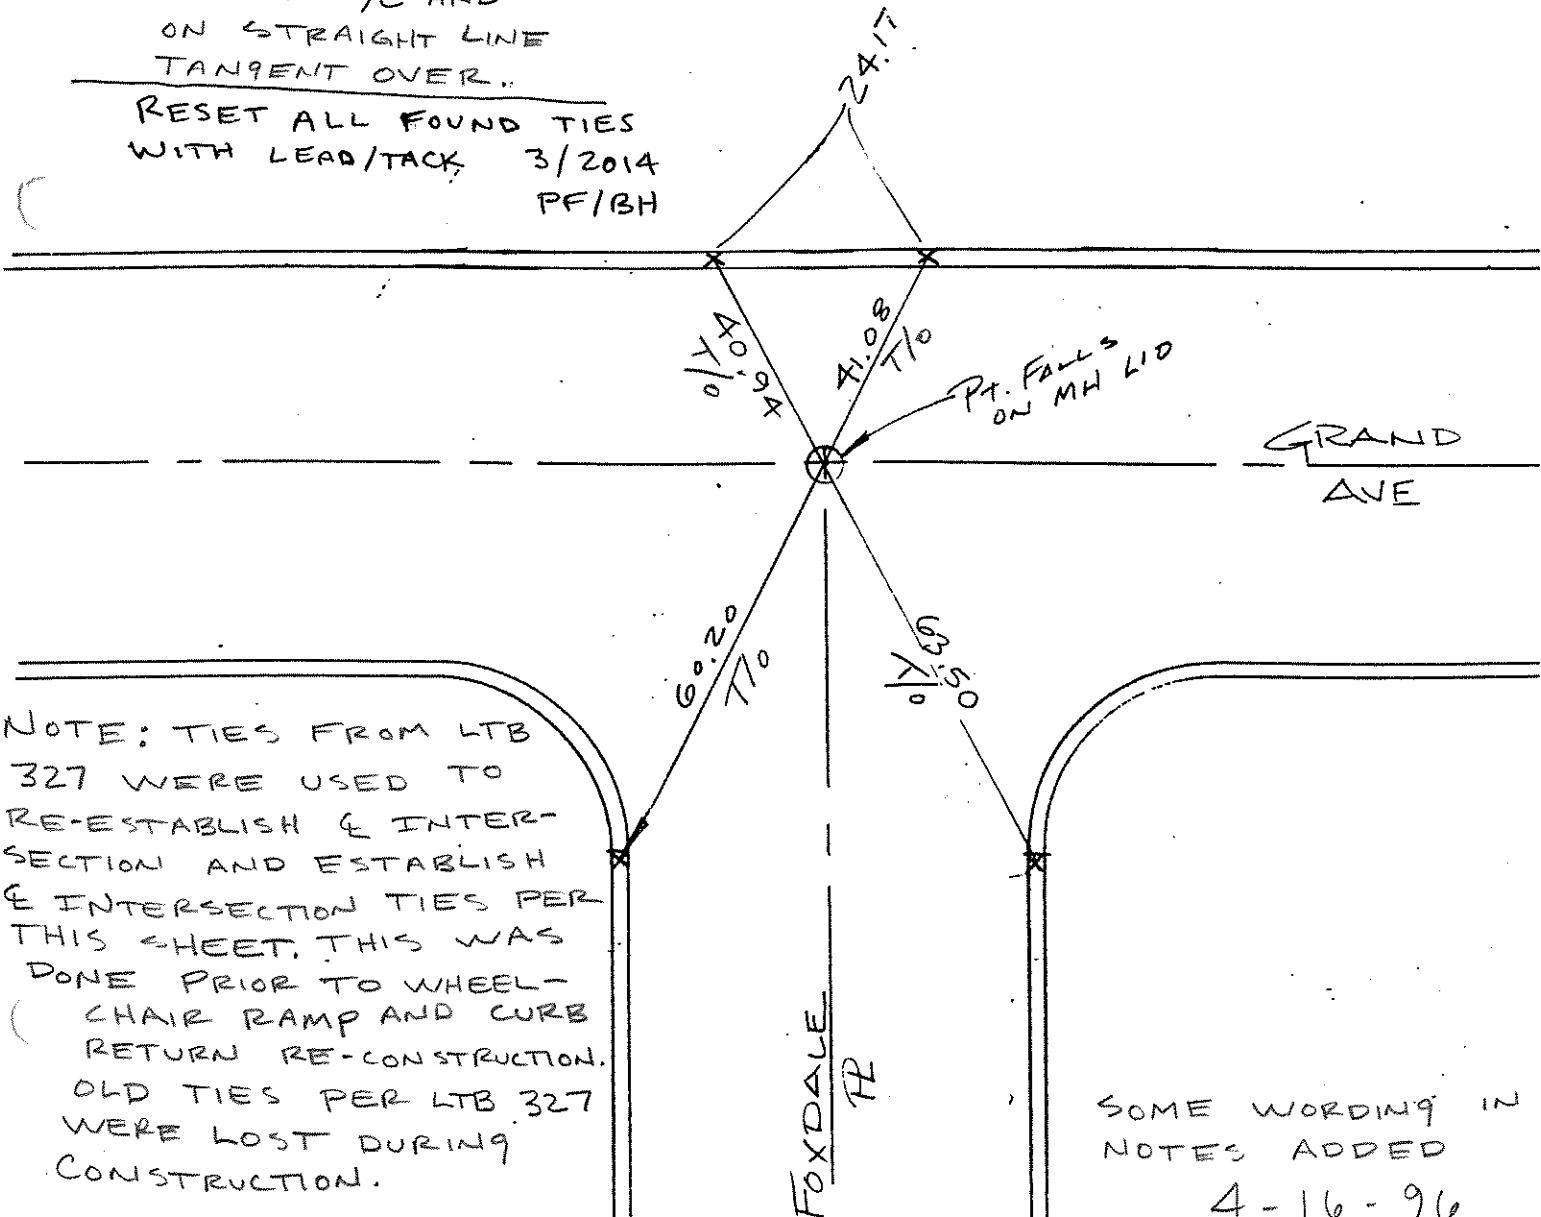 AND
ON STRAIGHT LINE
TANGENT OVER.
RESET ALL FOUND TIES
WITH LEAD/TACK 3/2014
PF/BH
24.17
40.94
T/O
41.08
T/O
Pt. FALLS
ON MH LID
GRAND
AVE
60.20
T/O
63.50
T/O
NOTE: TIES FROM LTB
327 WERE USED TO
RE-ESTABLISH ℄ INTER-
SECTION AND ESTABLISH
℄ INTERSECTION TIES PER
THIS SHEET. THIS WAS
DONE PRIOR TO WHEEL-
CHAIR RAMP AND CURB
RETURN RE-CONSTRUCTION.
OLD TIES PER LTB 327
WERE LOST DURING
CONSTRUCTION.
FOXDALE
PL
SOME WORDING IN
NOTES ADDED
4-16-96